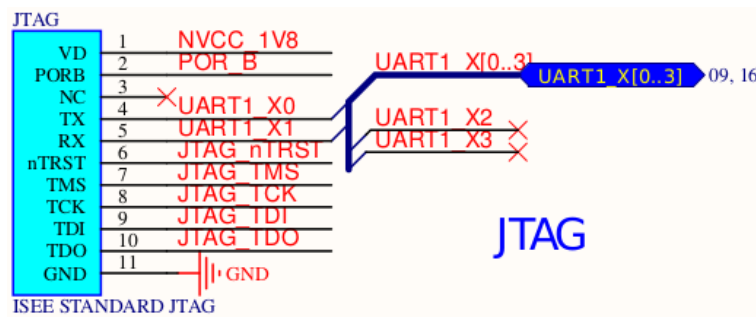 JTAG
VD 1 NVCC_1V8
PORB 2 POR_B
NC 3
TX 4 UART1_X0
RX 5 UART1_X1
nTRST 6 JTAG_nTRST
TMS 7 JTAG_TMS
TCK 8 JTAG_TCK
TDI 9 JTAG_TDI
TDO 10 JTAG_TDO
GND 11 GND
ISEE STANDARD JTAG
UART1_X[0..3] UART1_X[0..3] 09, 16
UART1_X2
UART1_X3
JTAG